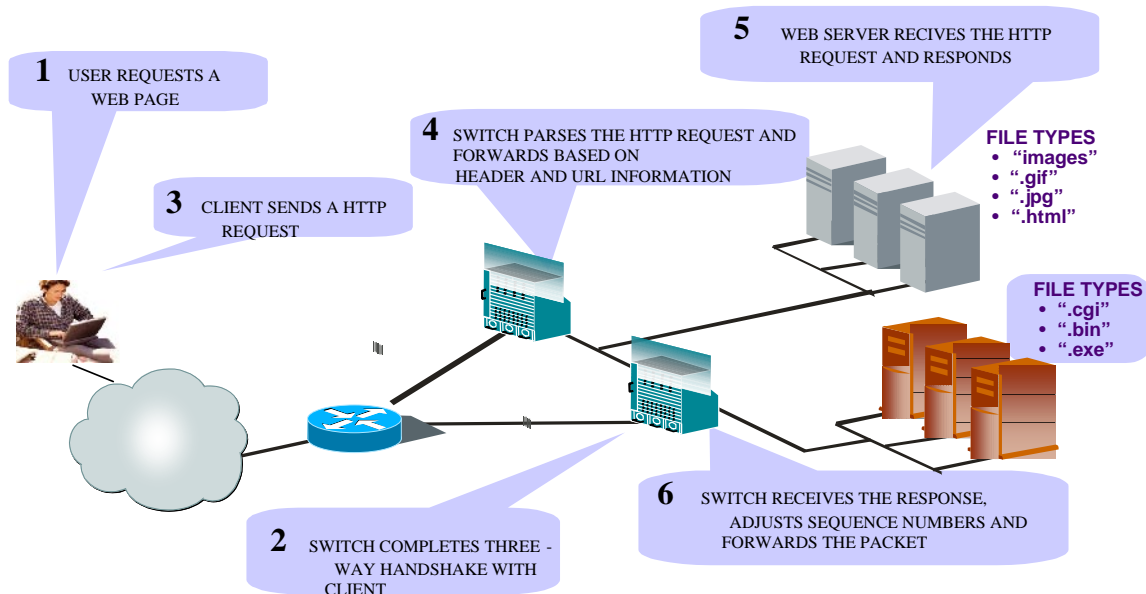 1 USER REQUESTS A
WEB PAGE
2 SWITCH COMPLETES THREE -
WAY HANDSHAKE WITH
CLIENT
3 CLIENT SENDS A HTTP
REQUEST
4 SWITCH PARSES THE HTTP REQUEST AND
FORWARDS BASED ON
HEADER AND URL INFORMATION
5 WEB SERVER RECIVES THE HTTP
REQUEST AND RESPONDS
FILE TYPES
• “images”
• “.gif”
• “.jpg”
• “.html”
FILE TYPES
• “.cgi”
• “.bin”
• “.exe”
6 SWITCH RECEIVES THE RESPONSE,
ADJUSTS SEQUENCE NUMBERS AND
FORWARDS THE PACKET